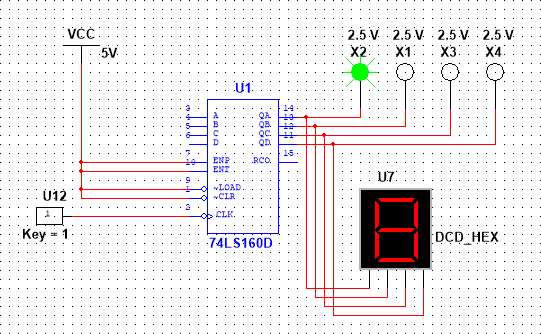 VCC
5V
2.5 V 2.5 V 2.5 V 2.5 V
X2 X1 X3 X4
U1
3 A QA 14
4 B QB 13
5 C QC 12
6 D QD 11
7 ENP RCO 15
10 ENT
9 ~LOAD
1 ~CLR
2 CLK
74LS160D
U12
1
Key = 1
U7
8
DCD_HEX